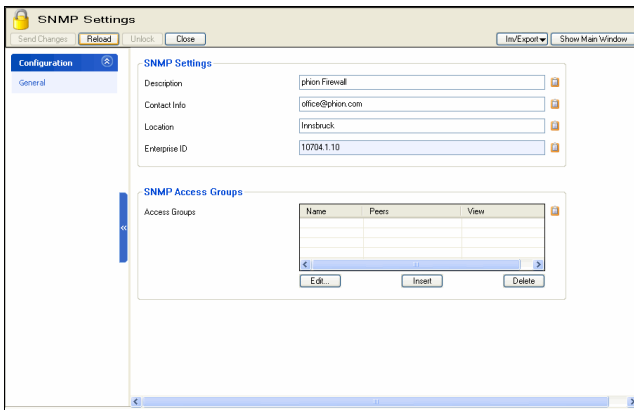 SNMP Settings
Send Changes Reload Unlock Close Im/Export Show Main Window
Configuration
General
SNMP Settings
Description phion Firewall
Contact Info office@phion.com
Location Innsbruck
Enterprise ID 10704.1.10
SNMP Access Groups
Access Groups Name Peers View
Edit... Insert Delete